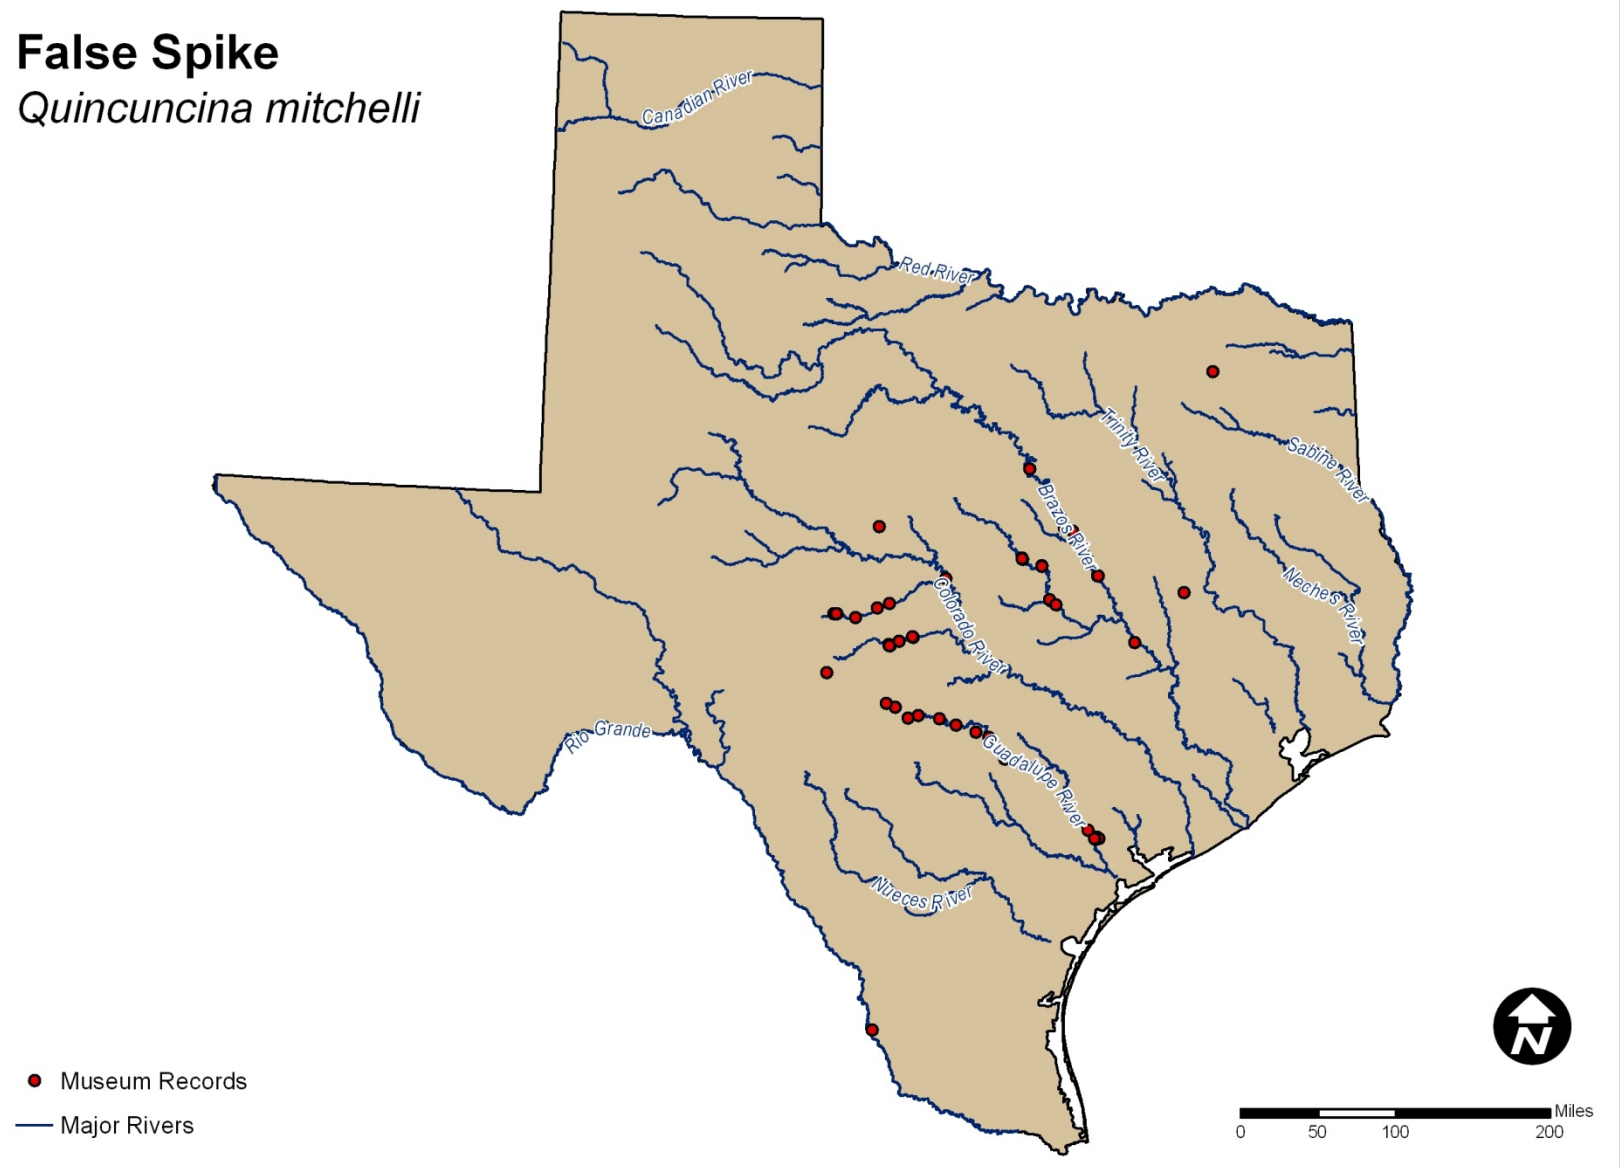 False Spike
Quincuncina mitchelli
Canadian River
Red River
Trinity River
Sabine River
Brazos River
Neches River
Colorado River
Rio Grande
Guadalupe River
Nueces River
N
Museum Records
Major Rivers
Miles
0 50 100 200